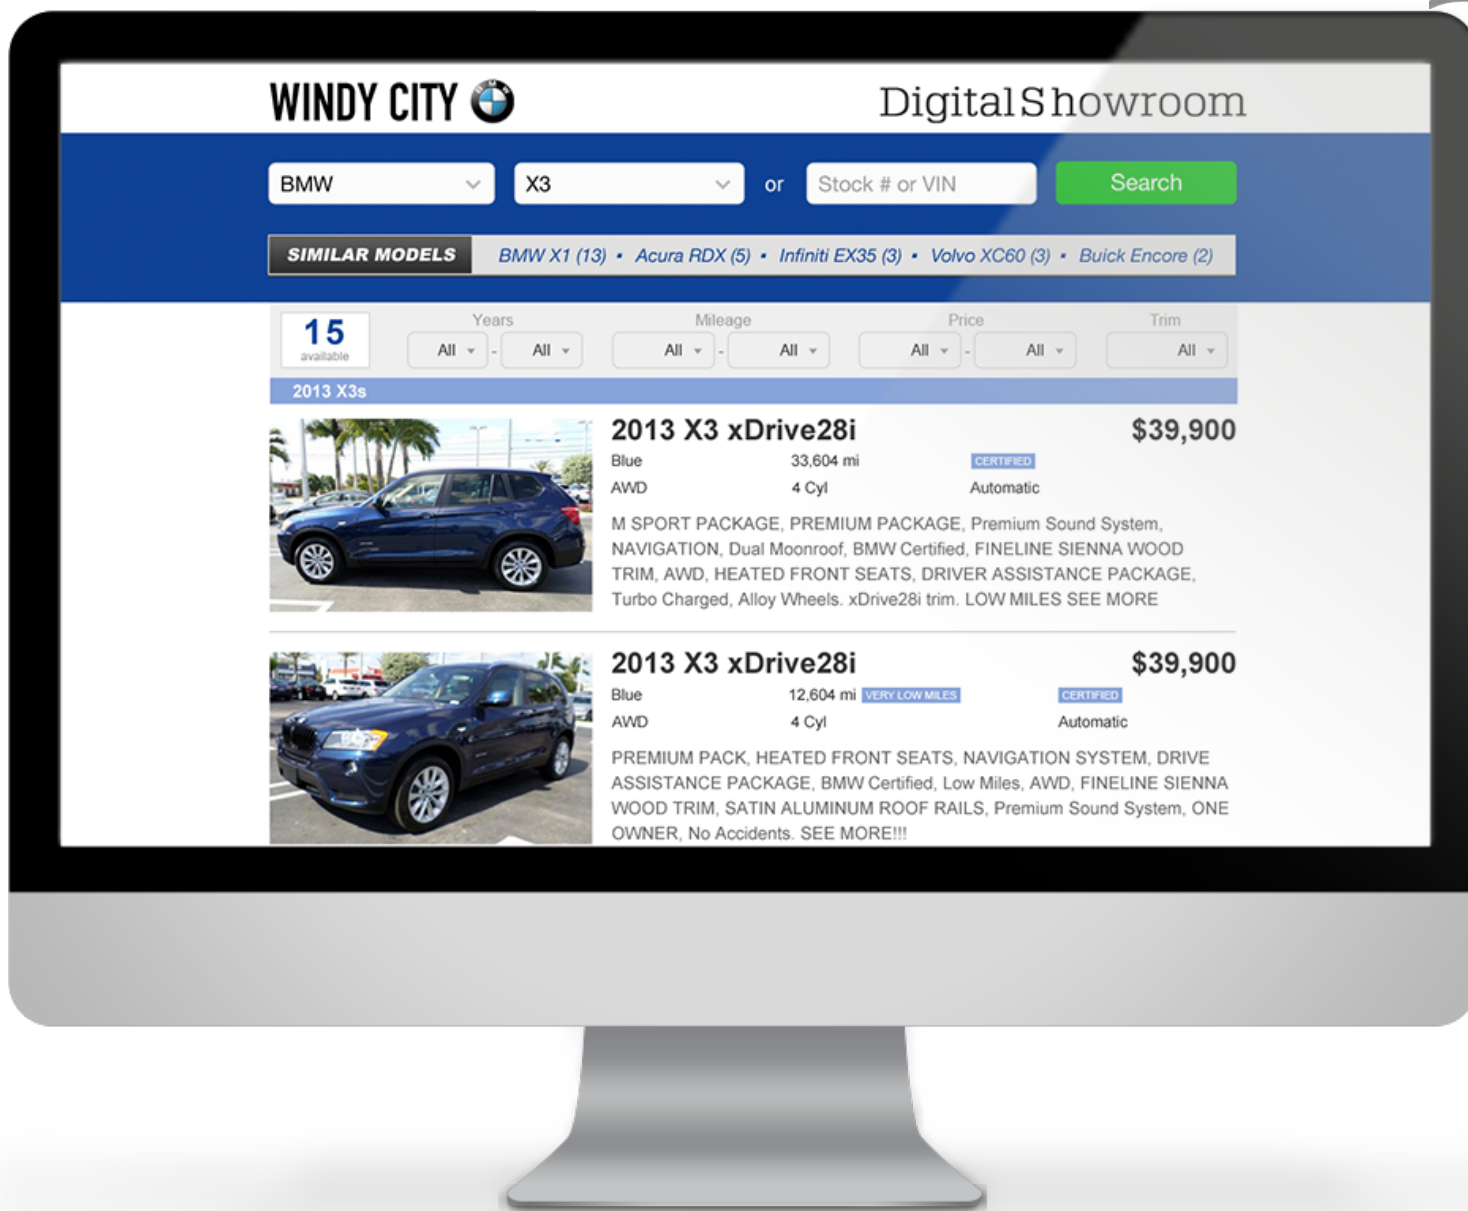 WINDY CITY
DigitalShowroom
BMW
X3
or
Stock # or VIN
Search
SIMILAR MODELS
BMW X1 (13) • Acura RDX (5) • Infiniti EX35 (3) • Volvo XC60 (3) • Buick Encore (2)
15
available
Years
Mileage
Price
Trim
All - All
All - All
All - All
All
2013 X3s
2013 X3 xDrive28i
$39,900
Blue
33,604 mi
CERTIFIED
AWD
4 Cyl
Automatic
M SPORT PACKAGE, PREMIUM PACKAGE, Premium Sound System,
NAVIGATION, Dual Moonroof, BMW Certified, FINELINE SIENNA WOOD
TRIM, AWD, HEATED FRONT SEATS, DRIVER ASSISTANCE PACKAGE,
Turbo Charged, Alloy Wheels. xDrive28i trim. LOW MILES SEE MORE
2013 X3 xDrive28i
$39,900
Blue
12,604 mi VERY LOW MILES
CERTIFIED
AWD
4 Cyl
Automatic
PREMIUM PACK, HEATED FRONT SEATS, NAVIGATION SYSTEM, DRIVE
ASSISTANCE PACKAGE, BMW Certified, Low Miles, AWD, FINELINE SIENNA
WOOD TRIM, SATIN ALUMINUM ROOF RAILS, Premium Sound System, ONE
OWNER, No Accidents. SEE MORE!!!